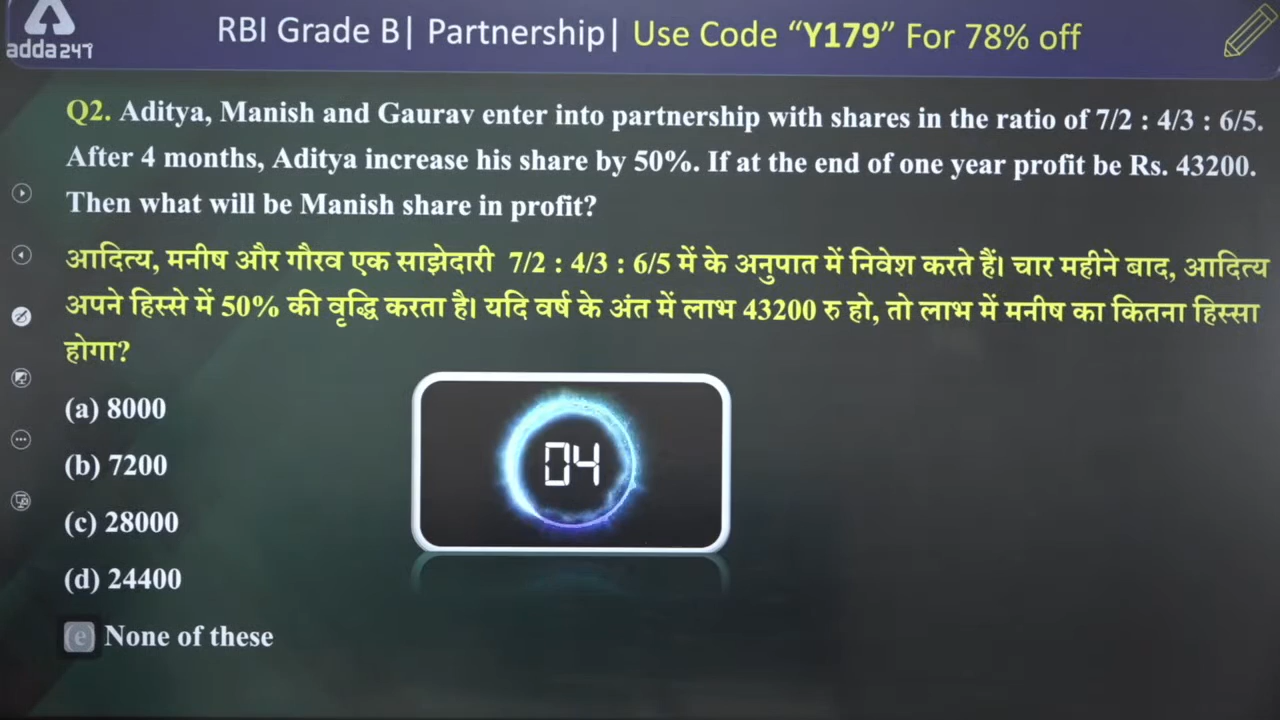 adda247
RBI Grade B| Partnership| Use Code “Y179” For 78% off
Q2. Aditya, Manish and Gaurav enter into partnership with shares in the ratio of 7/2 : 4/3 : 6/5.
After 4 months, Aditya increase his share by 50%. If at the end of one year profit be Rs. 43200.
Then what will be Manish share in profit?
आदित्य, मनीष और गौरव एक साझेदारी 7/2 : 4/3 : 6/5 में के अनुपात में निवेश करते हैं। चार महीने बाद, आदित्य
अपने हिस्से में 50% की वृद्धि करता है। यदि वर्ष के अंत में लाभ 43200 रु हो, तो लाभ में मनीष का कितना हिस्सा
होगा?
(a) 8000
(b) 7200
(c) 28000
(d) 24400
(e) None of these
04